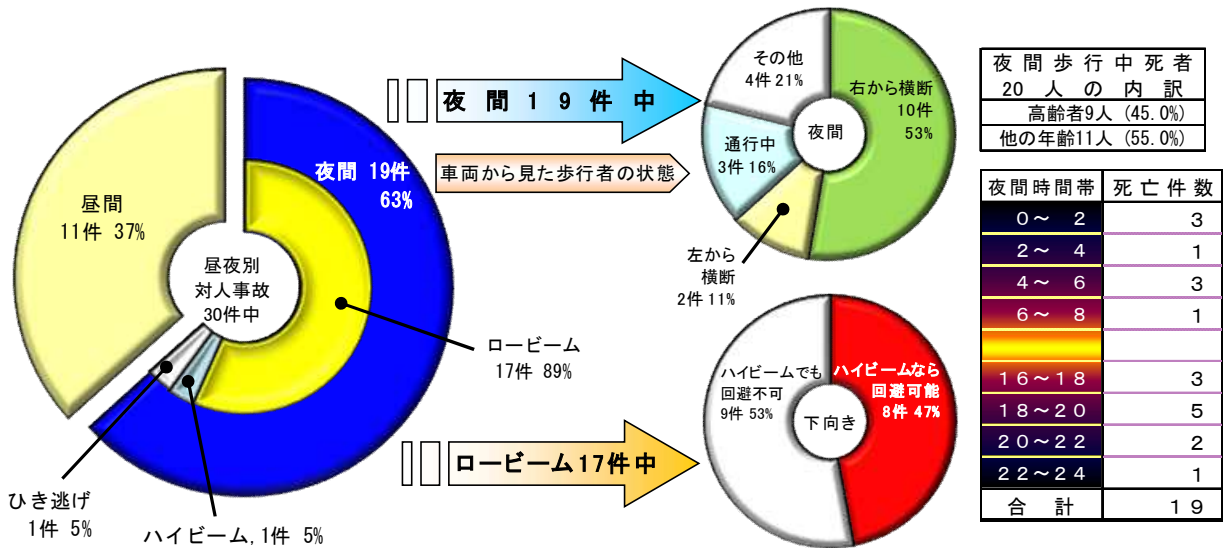 昼間
11件 37%
夜間 19件
63%
昼夜別
対人事故
30件中
ロービーム
17件 89%
ひき逃げ
1件 5%
ハイビーム, 1件 5%
夜間19件中
車両から見た歩行者の状態
ロービーム17件中
その他
4件 21%
右から横断
10件
53%
通行中
3件 16%
夜間
左から
横断
2件 11%
ハイビームでも
回避不可
9件 53%
ハイビームなら
回避可能
8件 47%
下向き
夜間歩行中死者
20人の内訳
高齢者9人 (45.0%)
他の年齢11人 (55.0%)
夜間時間帯 死亡件数
0~ 2 3
2~ 4 1
4~ 6 3
6~ 8 1
16~18 3
18~20 5
20~22 2
22~24 1
合計 19